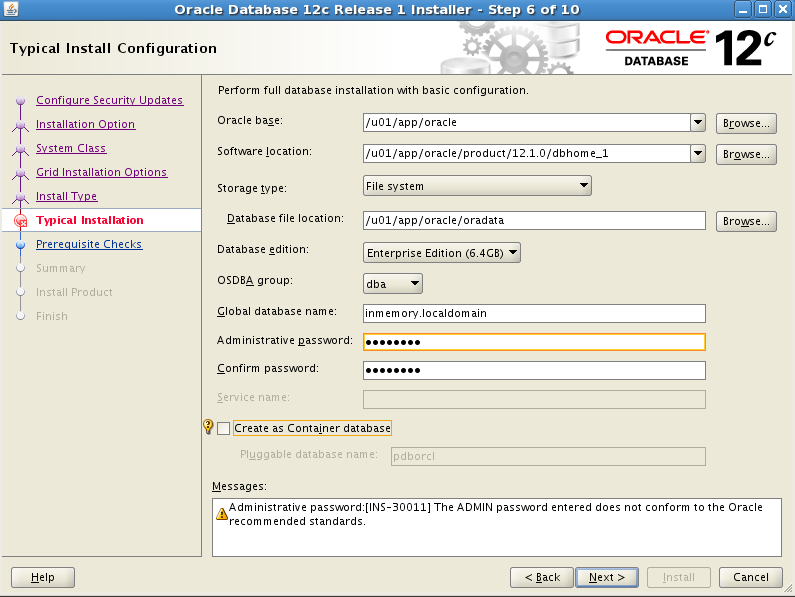 Oracle Database 12c Release 1 Installer - Step 6 of 10
Typical Install Configuration
ORACLE®
DATABASE
12c
Configure Security Updates
Installation Option
System Class
Grid Installation Options
Install Type
Typical Installation
Prerequisite Checks
Summary
Install Product
Finish
Perform full database installation with basic configuration.
Oracle base: /u01/app/oracle Browse...
Software location: /u01/app/oracle/product/12.1.0/dbhome_1 Browse...
Storage type: File system
Database file location: /u01/app/oracle/oradata Browse...
Database edition: Enterprise Edition (6.4GB)
OSDBA group: dba
Global database name: inmemory.localdomain
Administrative password: ●●●●●●●●
Confirm password: ●●●●●●●●
Service name:
Create as Container database
Pluggable database name: pdborcl
Messages:
Administrative password:[INS-30011] The ADMIN password entered does not conform to the Oracle
recommended standards.
Help < Back Next > Install Cancel